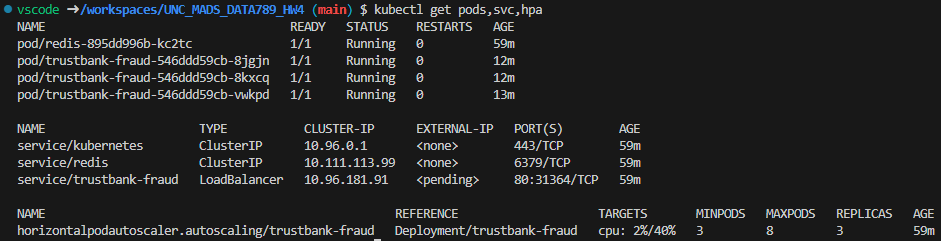 vscode → /workspaces/UNC_MADS_DATA789_HW4 (main) $ kubectl get pods,svc,hpa
NAME READY STATUS RESTARTS AGE
pod/redis-895dd996b-kc2tc 1/1 Running 0 59m
pod/trustbank-fraud-546ddd59cb-8jgjn 1/1 Running 0 12m
pod/trustbank-fraud-546ddd59cb-8kxcq 1/1 Running 0 12m
pod/trustbank-fraud-546ddd59cb-vwkpd 1/1 Running 0 13m
NAME TYPE CLUSTER-IP EXTERNAL-IP PORT(S) AGE
service/kubernetes ClusterIP 10.96.0.1 <none> 443/TCP 59m
service/redis ClusterIP 10.111.113.99 <none> 6379/TCP 59m
service/trustbank-fraud LoadBalancer 10.96.181.91 <pending> 80:31364/TCP 59m
NAME REFERENCE TARGETS MINPODS MAXPODS REPLICAS AGE
horizontalpodautoscaler.autoscaling/trustbank-fraud Deployment/trustbank-fraud cpu: 2%/40% 3 8 3 59m